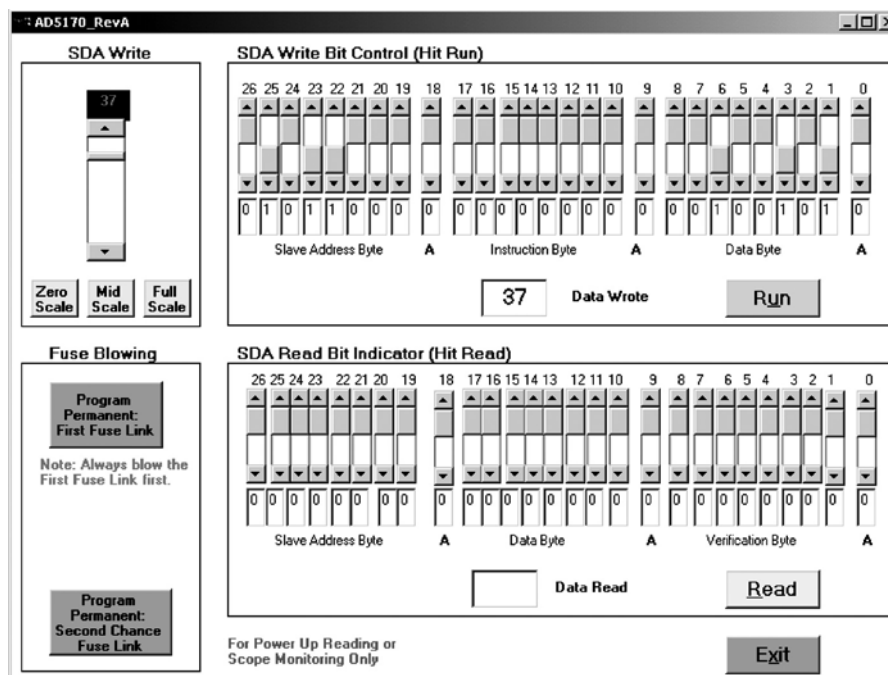 AD5170_RevA
SDA Write
37
Zero Scale
Mid Scale
Full Scale
SDA Write Bit Control (Hit Run)
26 25 24 23 22 21 20 19 18 17 16 15 14 13 12 11 10 9 8 7 6 5 4 3 2 1 0
0 1 0 1 1 0 0 0 0 0 0 0 0 0 0 0 0 0 0 0 1 0 0 1 0 1 0
Slave Address Byte A Instruction Byte A Data Byte A
37 Data Wrote Run
Fuse Blowing
Program
Permanent:
First Fuse Link
Note: Always blow the
First Fuse Link first.
Program
Permanent:
Second Chance
Fuse Link
SDA Read Bit Indicator (Hit Read)
26 25 24 23 22 21 20 19 18 17 16 15 14 13 12 11 10 9 8 7 6 5 4 3 2 1 0
0 0 0 0 0 0 0 0 0 0 0 0 0 0 0 0 0 0 0 0 0 0 0 0 0 0 0
Slave Address Byte A Data Byte A Verification Byte A
Data Read Read
For Power Up Reading or
Scope Monitoring Only
Exit